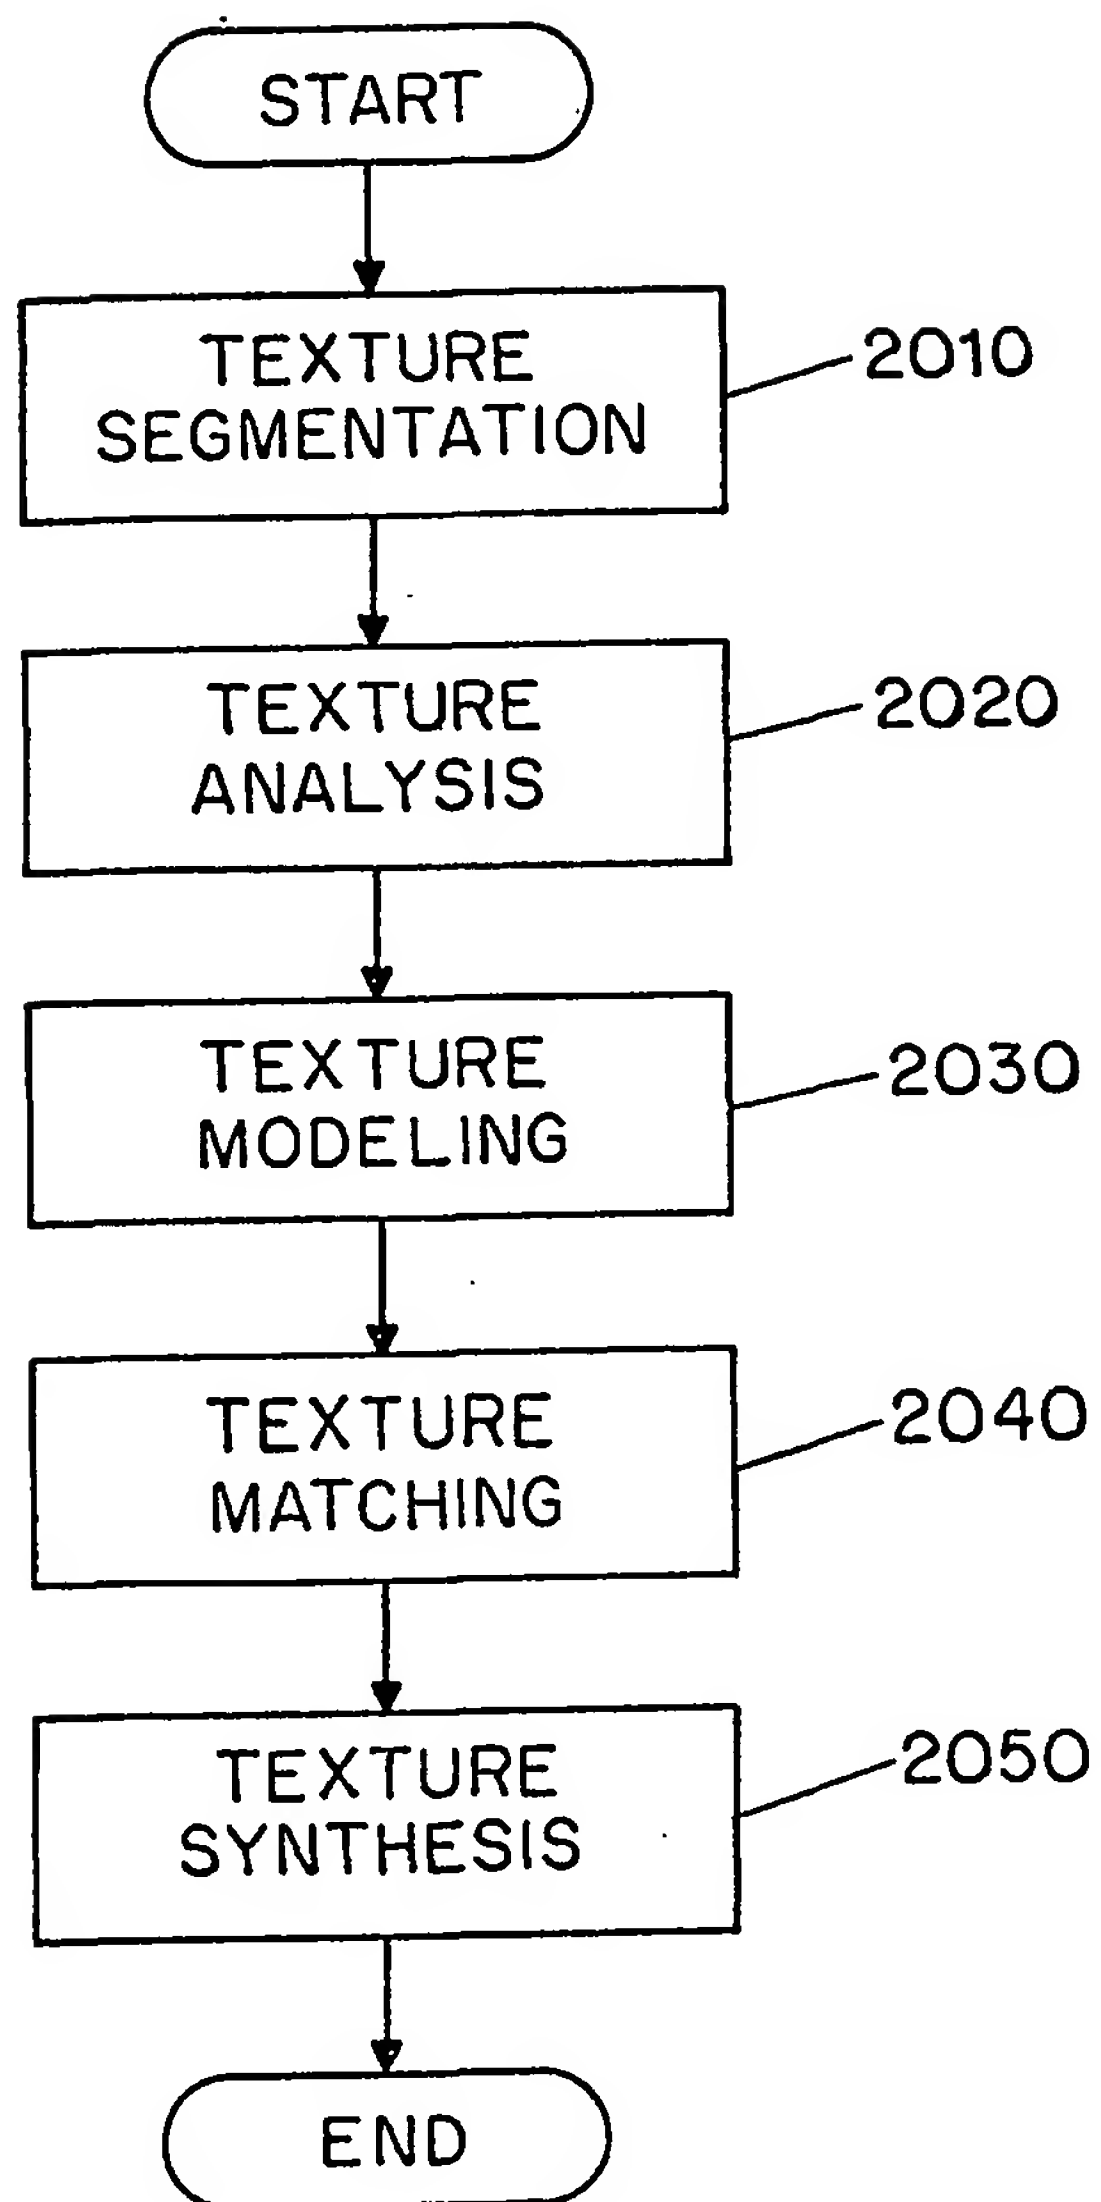 START
TEXTURE
SEGMENTATION
2010
TEXTURE
ANALYSIS
2020
TEXTURE
MODELING
2030
TEXTURE
MATCHING
2040
TEXTURE
SYNTHESIS
2050
END